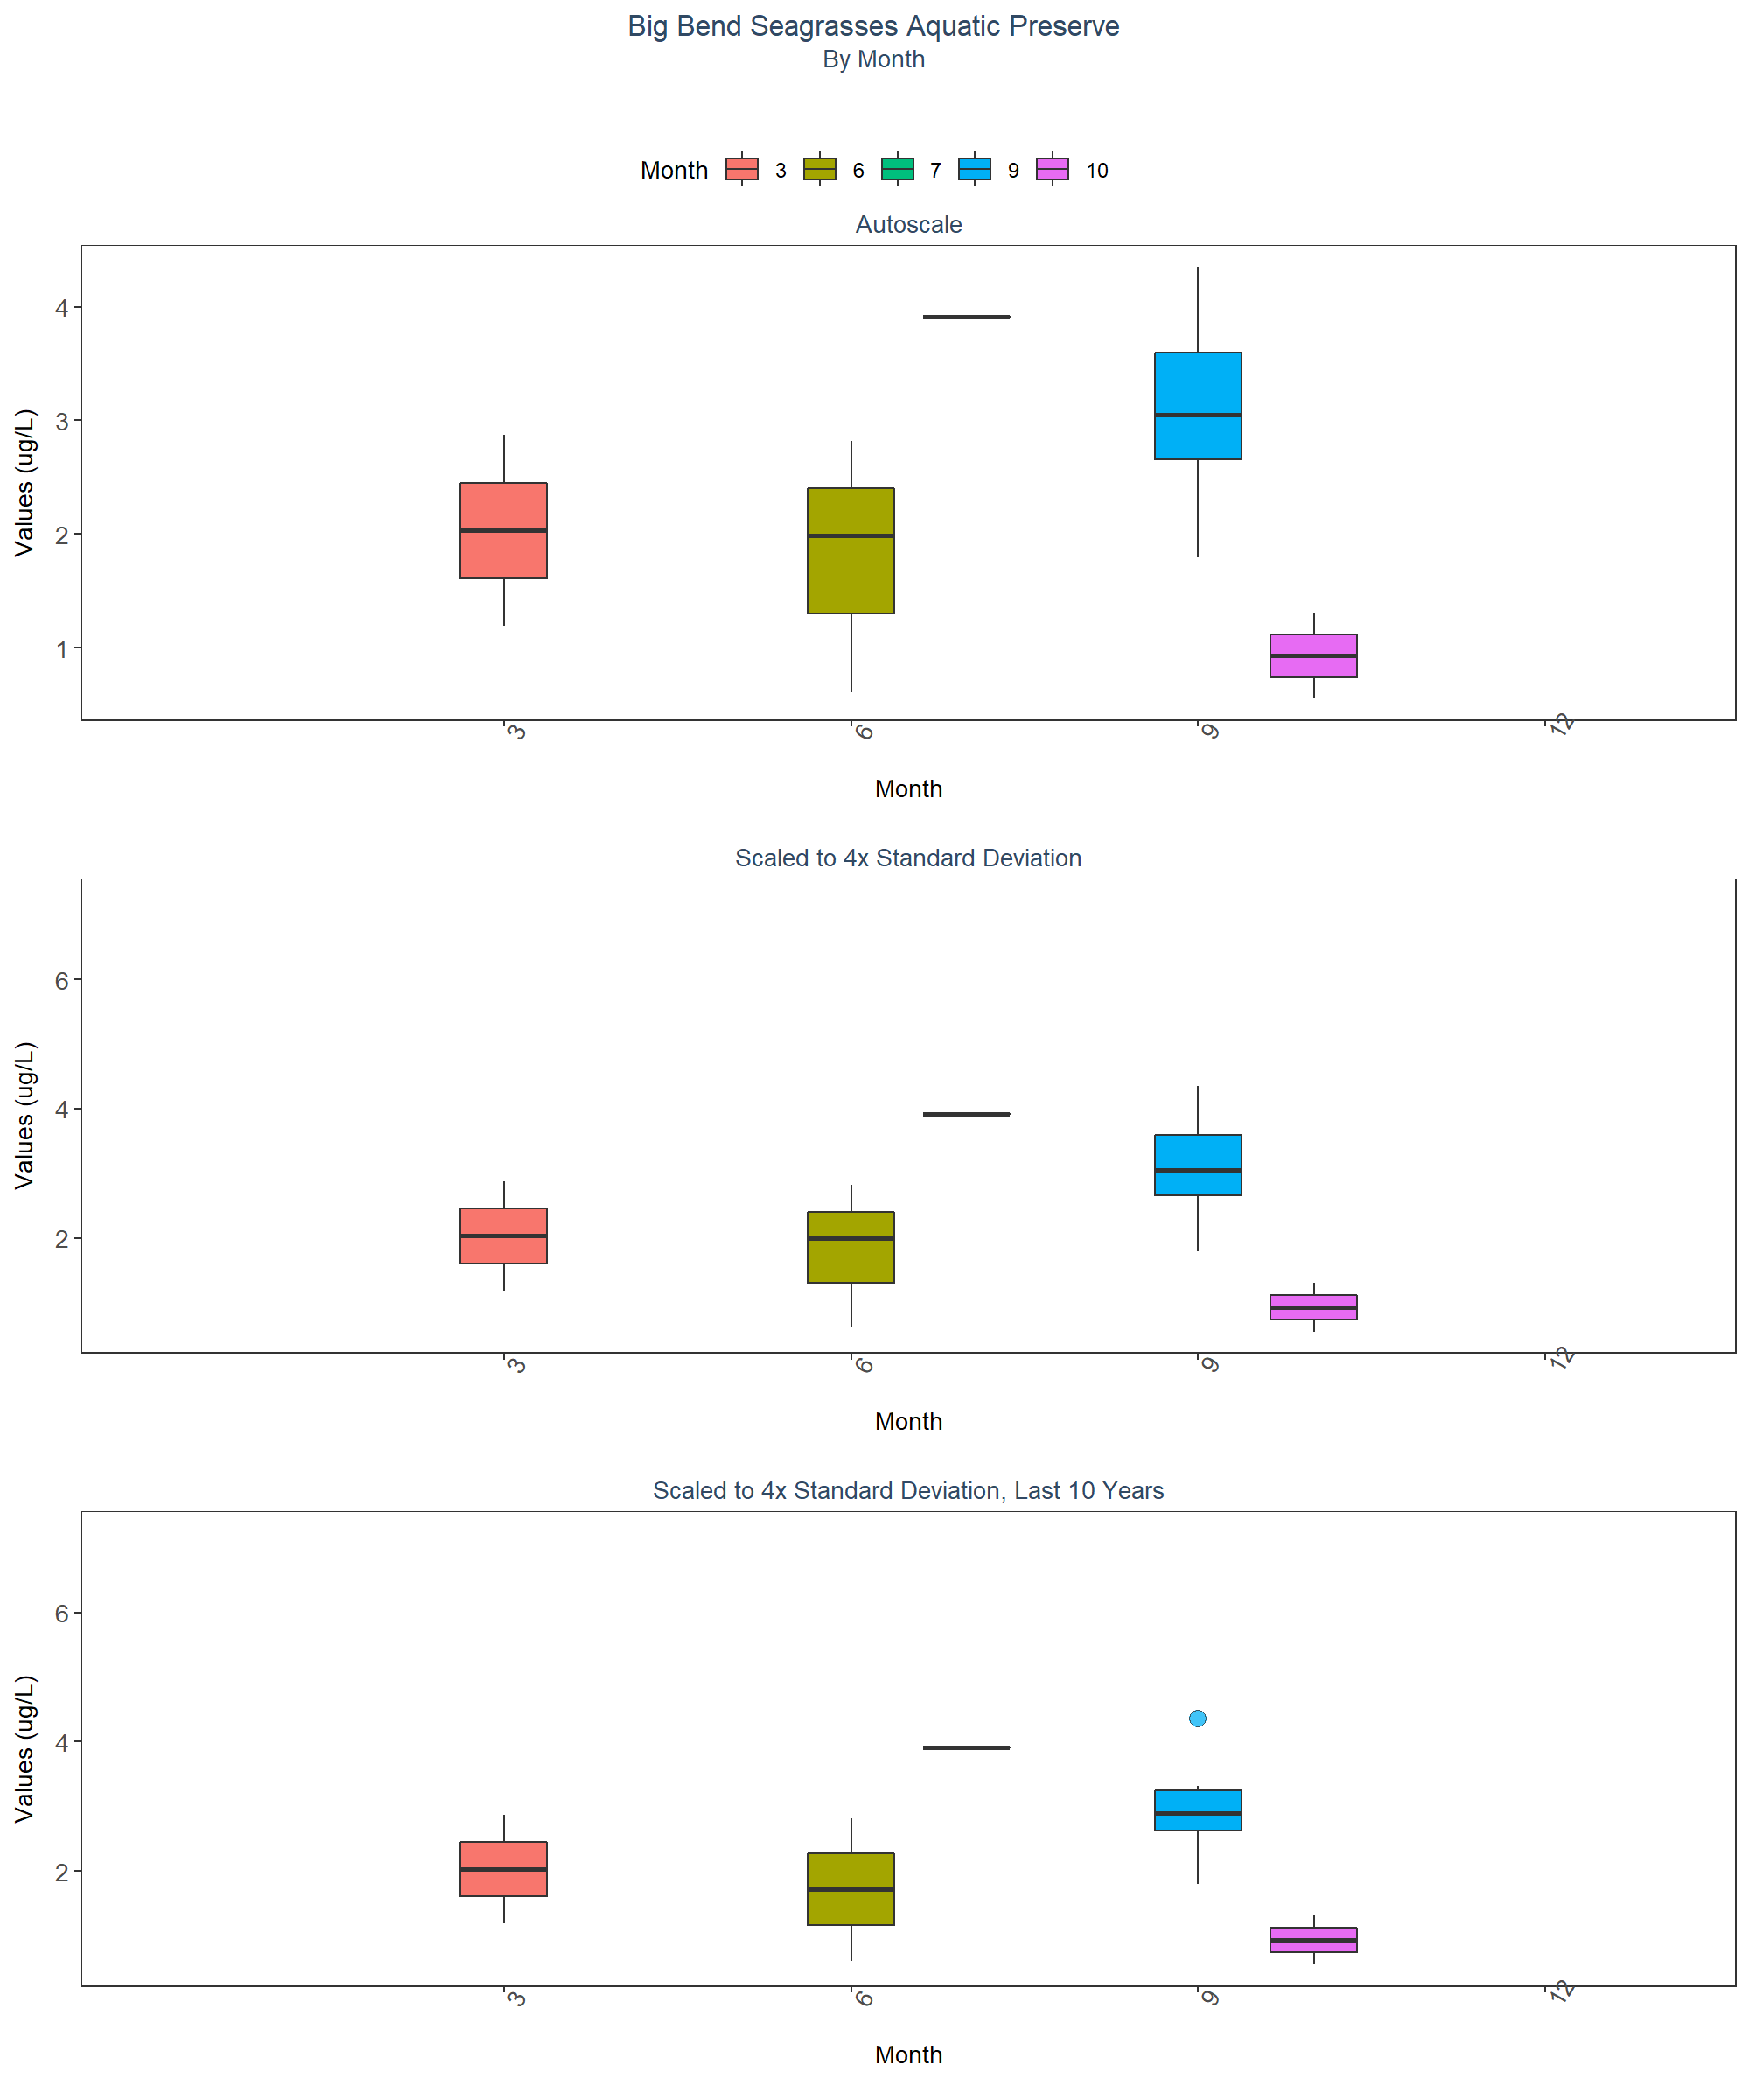 Big Bend Seagrasses Aquatic Preserve
By Month
Month 3 6 7 9 10
Autoscale
Values (ug/L)
4
3
2
1
3 6 9 12
Month
Scaled to 4x Standard Deviation
Values (ug/L)
6
4
2
3 6 9 12
Month
Scaled to 4x Standard Deviation, Last 10 Years
Values (ug/L)
6
4
2
3 6 9 12
Month